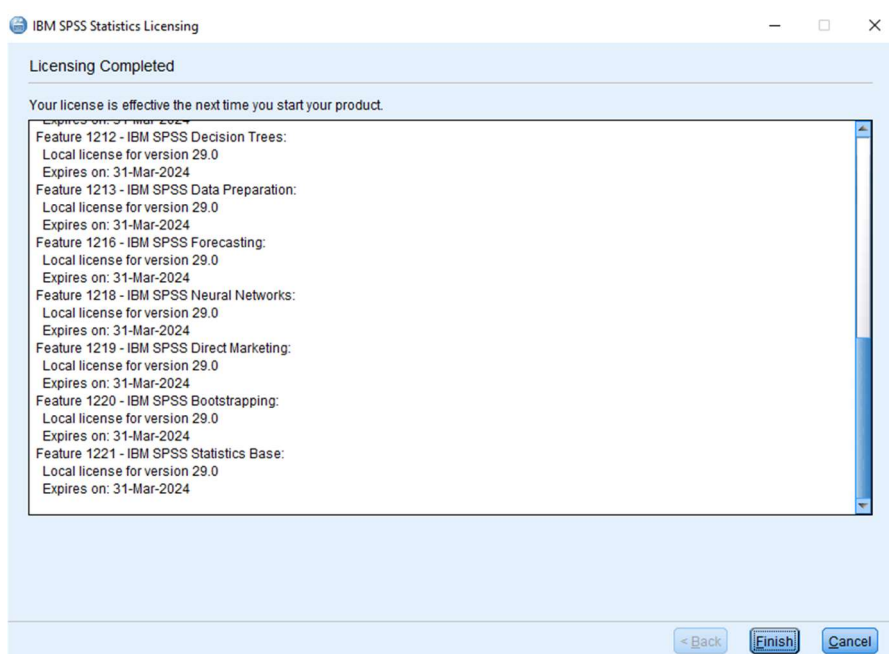 IBM SPSS Statistics Licensing
Licensing Completed
Your license is effective the next time you start your product.
Expires on: 31-Mar-2024
Feature 1212 - IBM SPSS Decision Trees:
Local license for version 29.0
Expires on: 31-Mar-2024
Feature 1213 - IBM SPSS Data Preparation:
Local license for version 29.0
Expires on: 31-Mar-2024
Feature 1216 - IBM SPSS Forecasting:
Local license for version 29.0
Expires on: 31-Mar-2024
Feature 1218 - IBM SPSS Neural Networks:
Local license for version 29.0
Expires on: 31-Mar-2024
Feature 1219 - IBM SPSS Direct Marketing:
Local license for version 29.0
Expires on: 31-Mar-2024
Feature 1220 - IBM SPSS Bootstrapping:
Local license for version 29.0
Expires on: 31-Mar-2024
Feature 1221 - IBM SPSS Statistics Base:
Local license for version 29.0
Expires on: 31-Mar-2024
< Back Finish Cancel